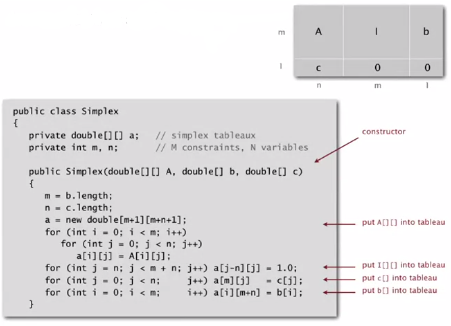 m A I b
l c 0 0
n m l
public class Simplex
{
private double[][] a; // simplex tableaux
private int m, n; // M constraints, N variables
constructor
public Simplex(double[][] A, double[] b, double[] c)
{
m = b.length;
n = c.length;
a = new double[m+1][m+n+1]; put A[][] into tableau
for (int i = 0; i < m; i++)
for (int j = 0; j < n; j++)
a[i][j] = A[i][j];
for (int j = n; j < m + n; j++) a[j-n][j] = 1.0; put I[][] into tableau
for (int j = 0; j < n; j++) a[m][j] = c[j]; put c[] into tableau
for (int i = 0; i < m; i++) a[i][m+n] = b[i]; put b[] into tableau
}